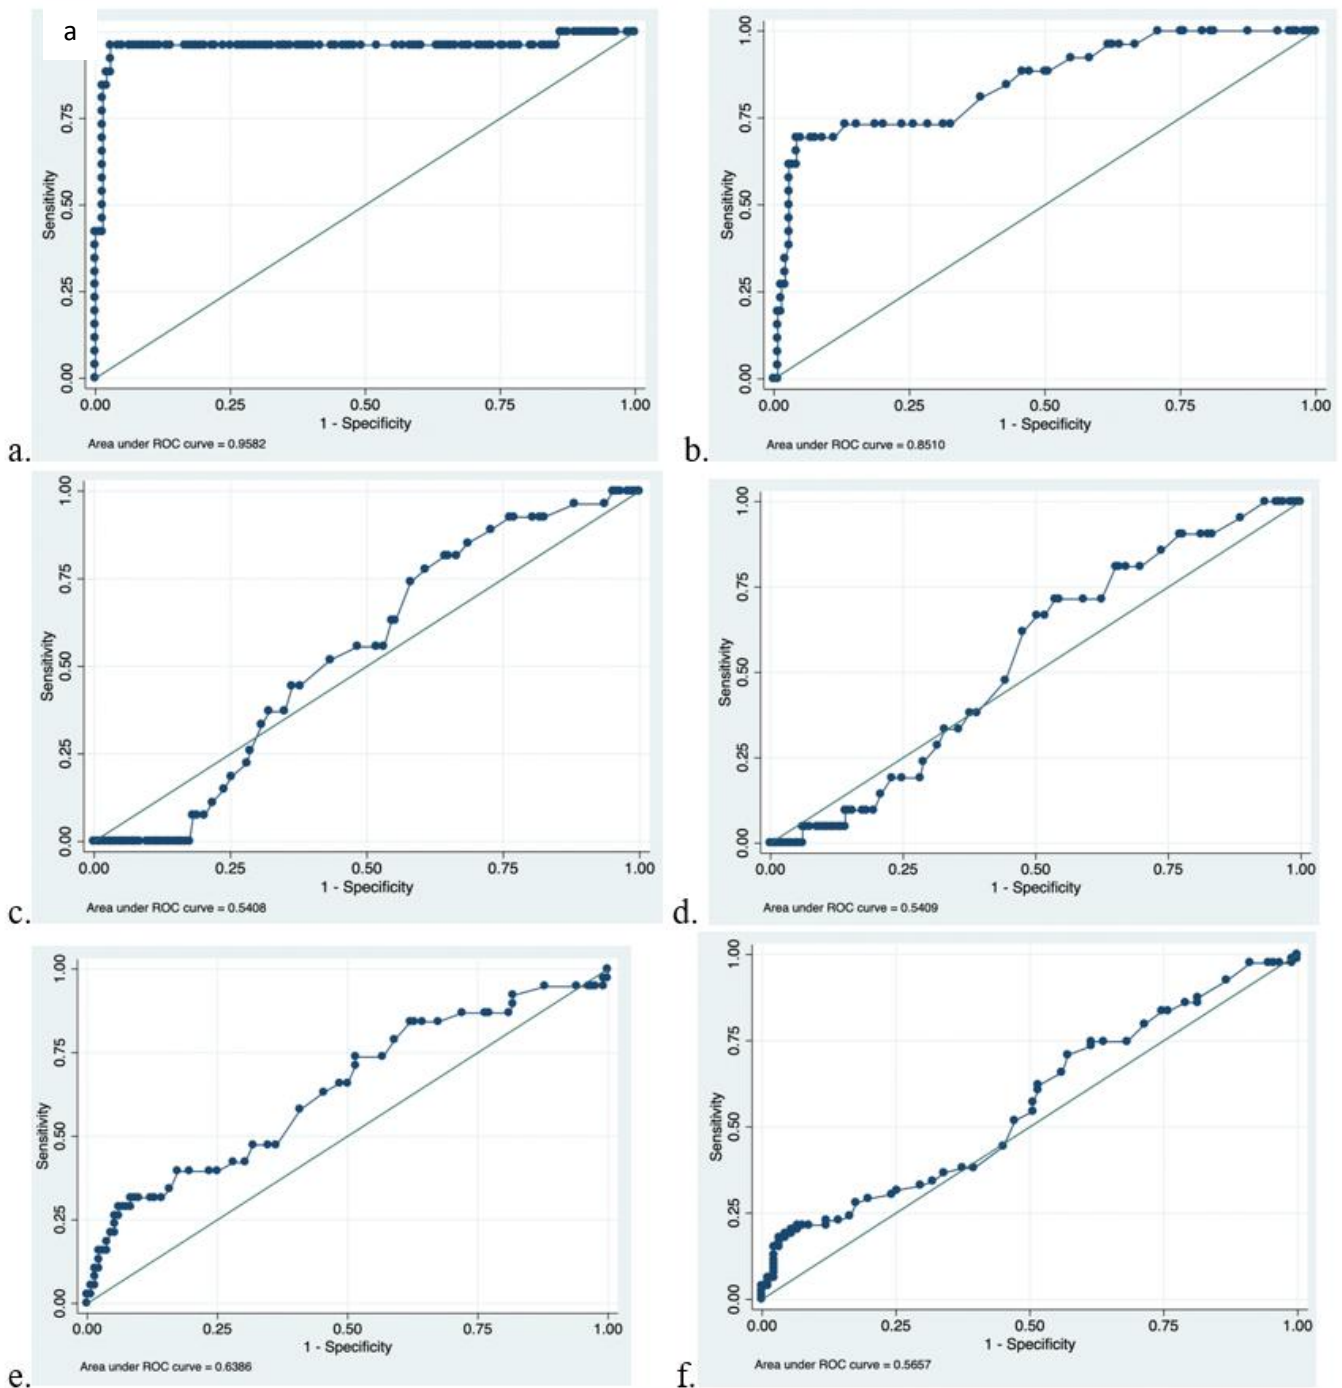 a
1.00
Sensitivity
0.00 0.25 0.50 0.75
0.00 0.25 0.50 0.75 1.00
1 - Specificity
Area under ROC curve = 0.9582
a.
Sensitivity
0.00 0.25 0.50 0.75 1.00
0.00 0.25 0.50 0.75 1.00
1 - Specificity
Area under ROC curve = 0.8510
b.
Sensitivity
0.00 0.25 0.50 0.75 1.00
0.00 0.25 0.50 0.75 1.00
1 - Specificity
Area under ROC curve = 0.5408
c.
Sensitivity
0.00 0.25 0.50 0.75 1.00
0.00 0.25 0.50 0.75 1.00
1 - Specificity
Area under ROC curve = 0.5409
d.
Sensitivity
0.00 0.25 0.50 0.75 1.00
0.00 0.25 0.50 0.75 1.00
1 - Specificity
Area under ROC curve = 0.6386
e.
Sensitivity
0.00 0.25 0.50 0.75 1.00
0.00 0.25 0.50 0.75 1.00
1 - Specificity
Area under ROC curve = 0.5657
f.